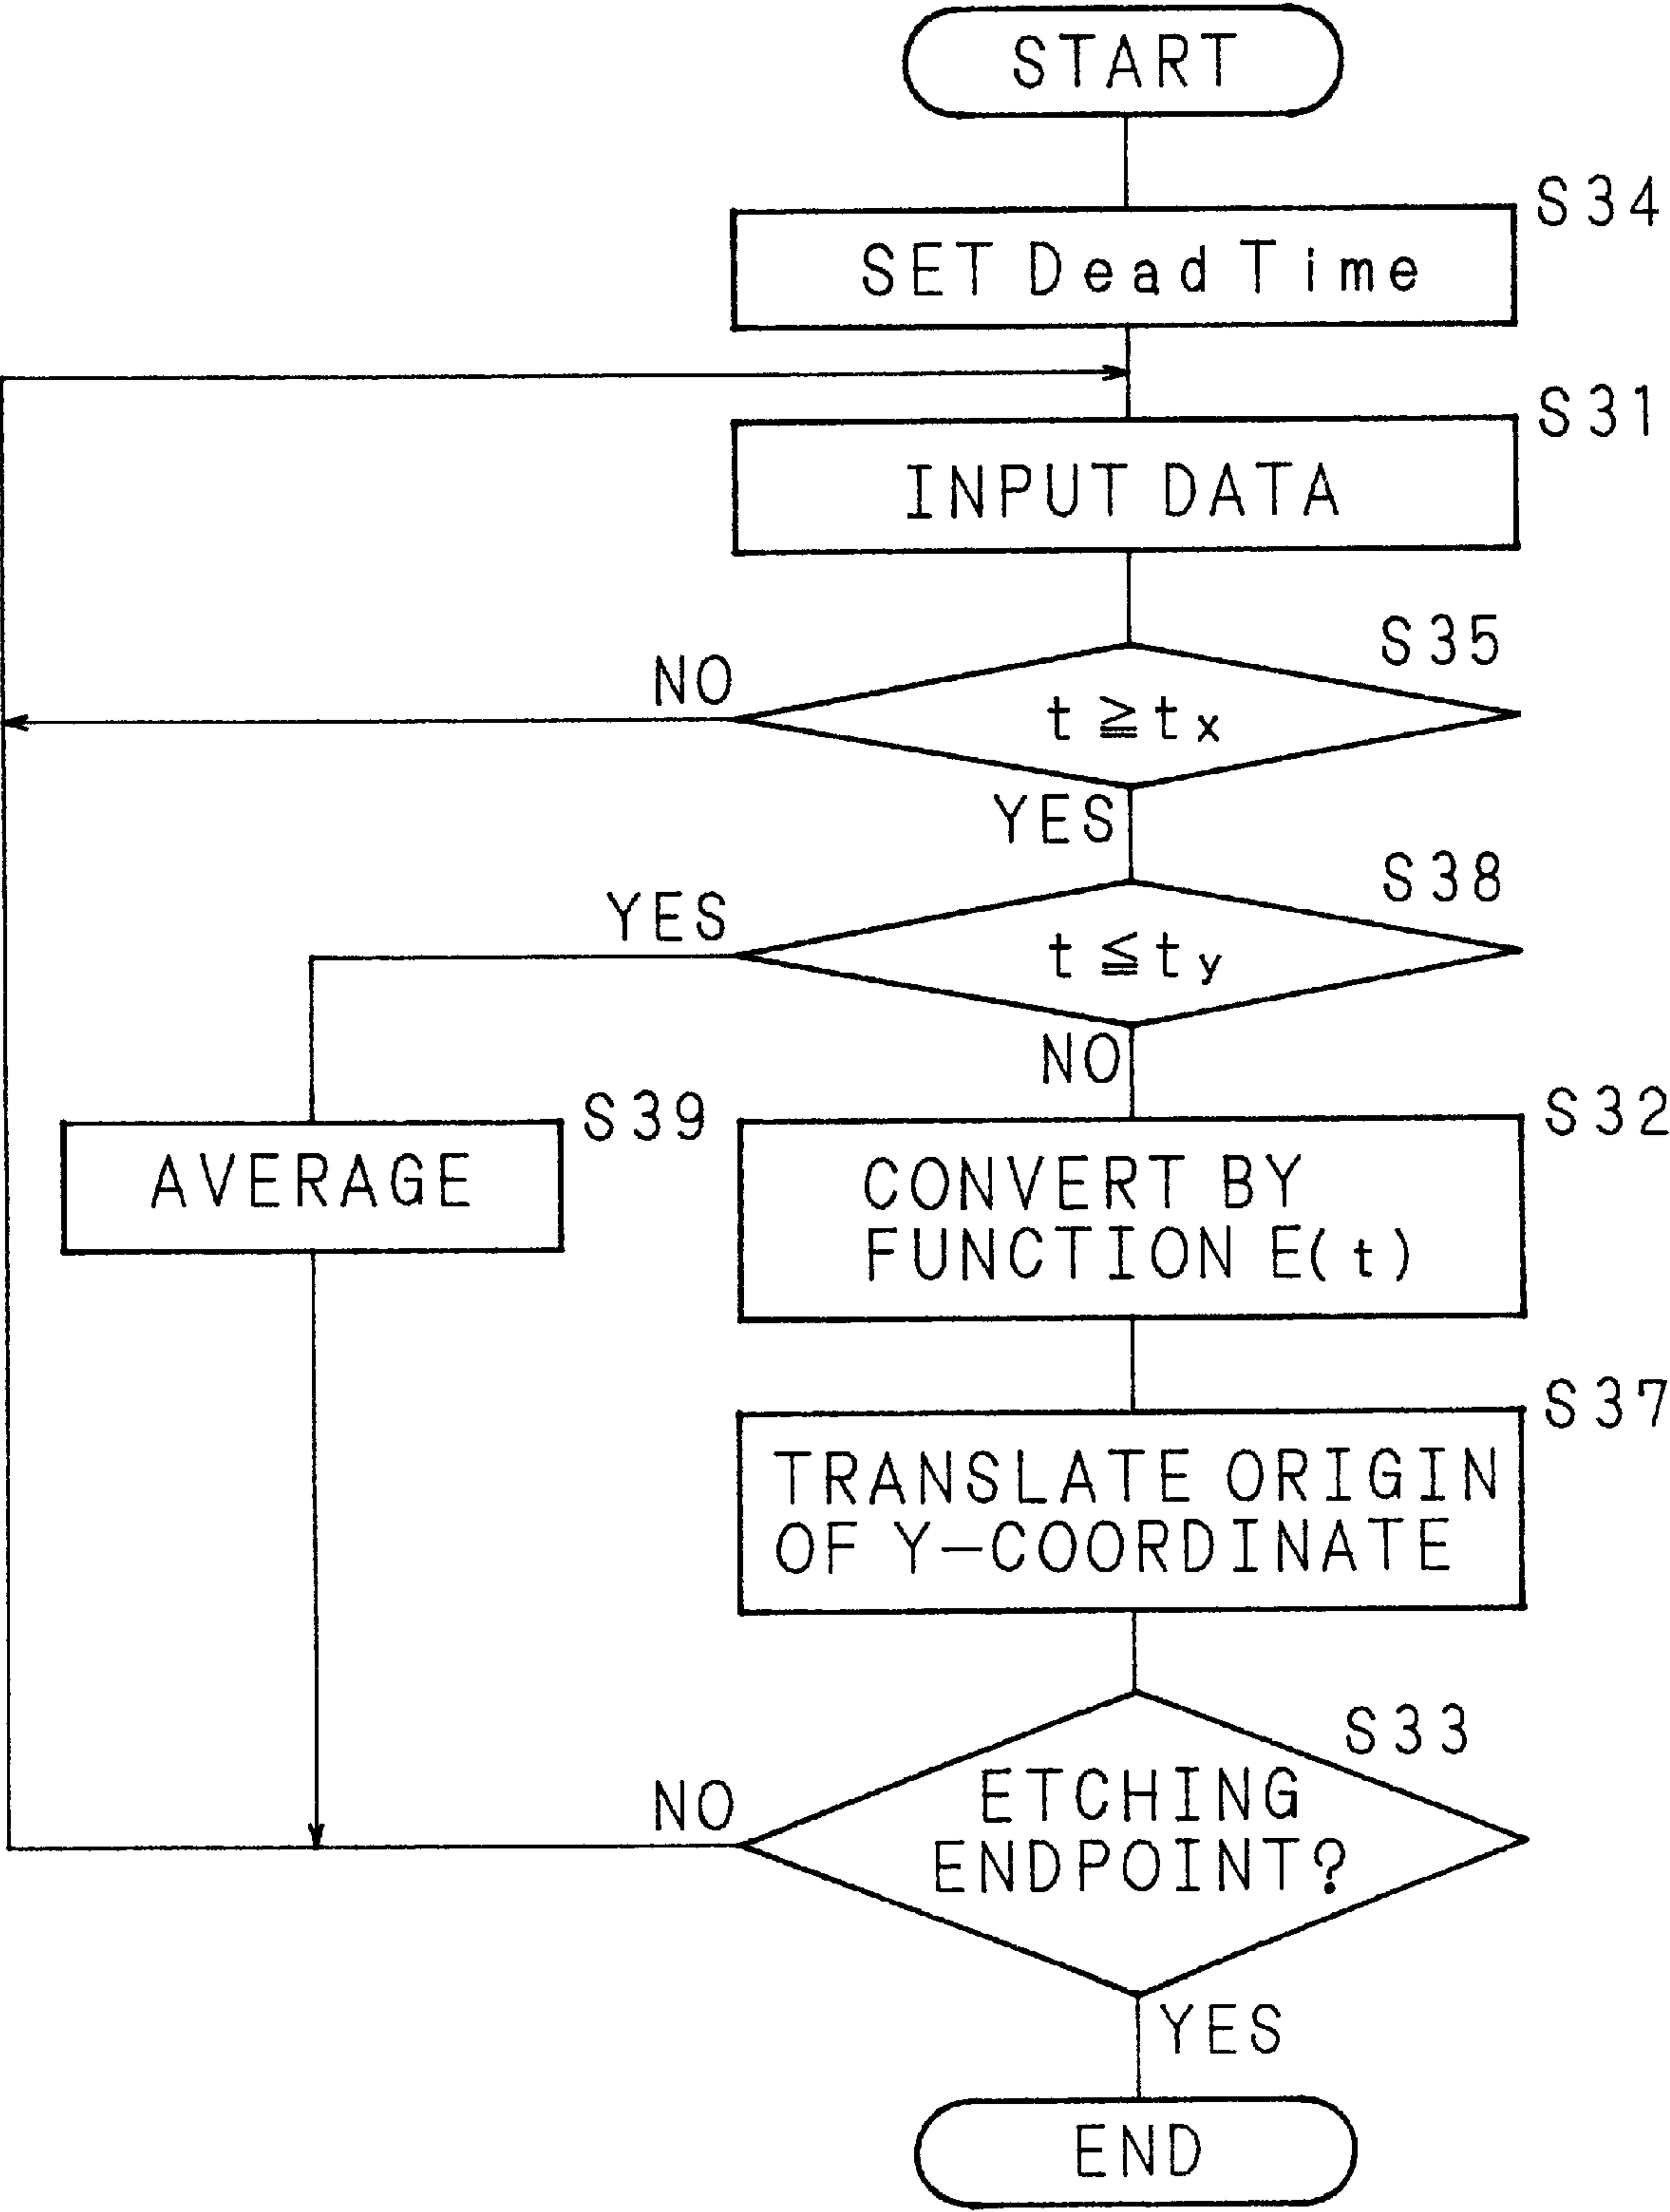 START
S34
SET Dead Time
S31
INPUT DATA
S35
NO
t ≧ tx
YES
S38
YES
t ≦ ty
NO
S39
AVERAGE
S32
CONVERT BY
FUNCTION E(t)
S37
TRANSLATE ORIGIN
OF Y-COORDINATE
S33
NO
ETCHING
ENDPOINT?
YES
END